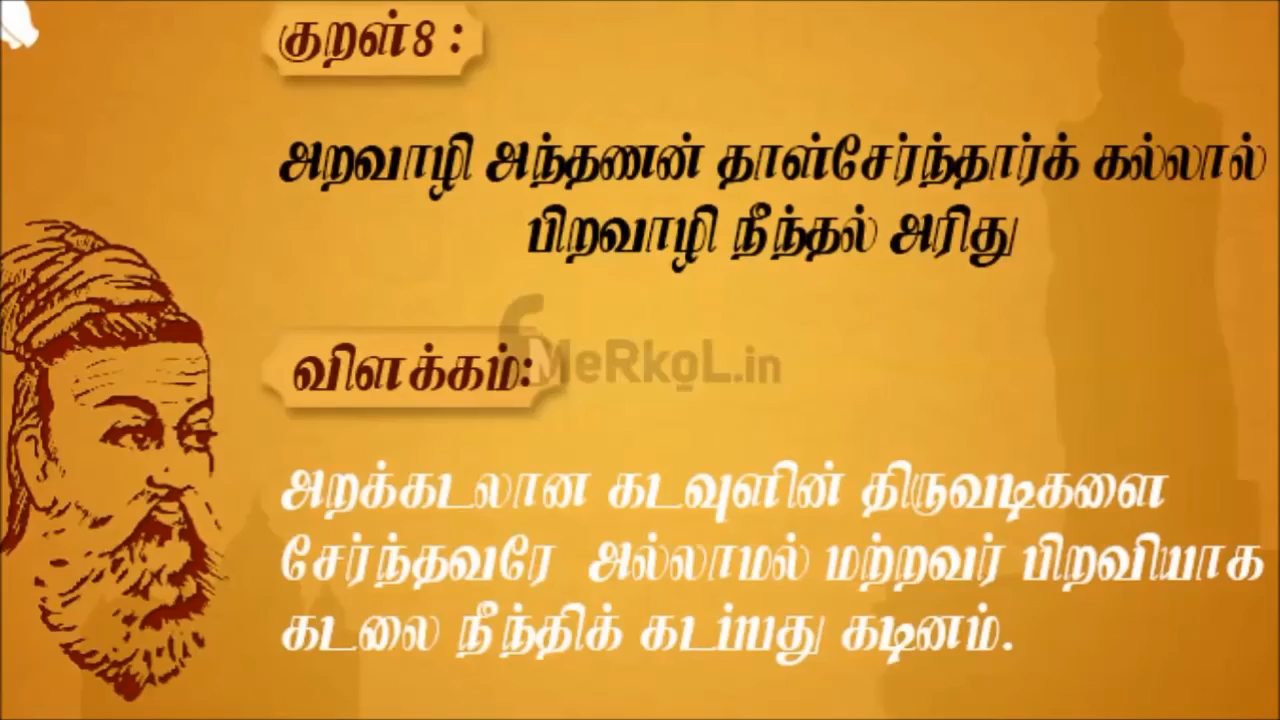 குறள்8 :
அறவாழி அந்தணன் தாள்சேர்ந்தார்க் கல்லால்
பிறவாழி நீந்தல் அரிது
விளக்கம்:
MeRkoL.in
அறக்கடலான கடவுளின் திருவடிகளை
சேர்ந்தவரே அல்லாமல் மற்றவர் பிறவியாக
கடலை நீந்திக் கடப்பது கடினம்.